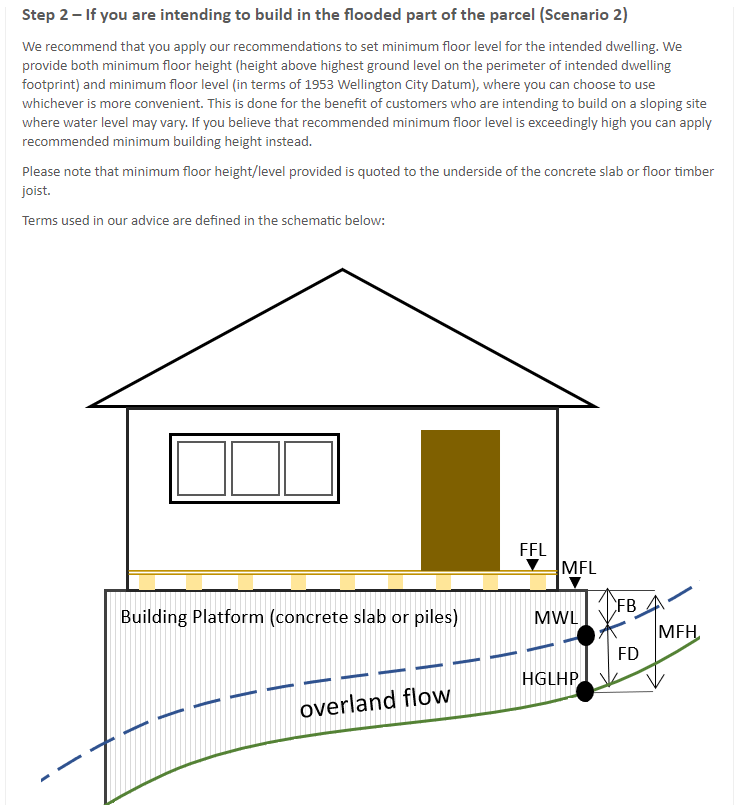 Step 2 – If you are intending to build in the flooded part of the parcel (Scenario 2)
We recommend that you apply our recommendations to set minimum floor level for the intended dwelling. We
provide both minimum floor height (height above highest ground level on the perimeter of intended dwelling
footprint) and minimum floor level (in terms of 1953 Wellington City Datum), where you can choose to use
whichever is more convenient. This is done for the benefit of customers who are intending to build on a sloping site
where water level may vary. If you believe that recommended minimum floor level is exceedingly high you can apply
recommended minimum building height instead.
Please note that minimum floor height/level provided is quoted to the underside of the concrete slab or floor timber
joist.
Terms used in our advice are defined in the schematic below:
FFL
MFL
FB
Building Platform (concrete slab or piles)
MWL
MFH
FD
HGLHP
overland flow